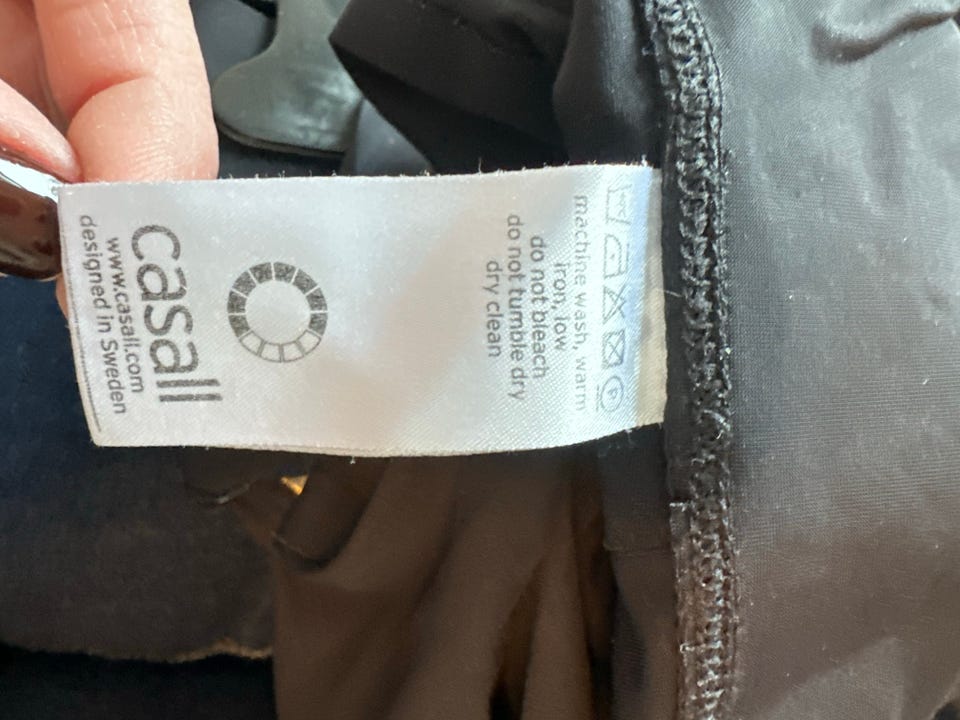 machine wash, warm
iron, low
do not bleach
do not tumble dry
dry clean
casall
www.casall.com
designed in Sweden